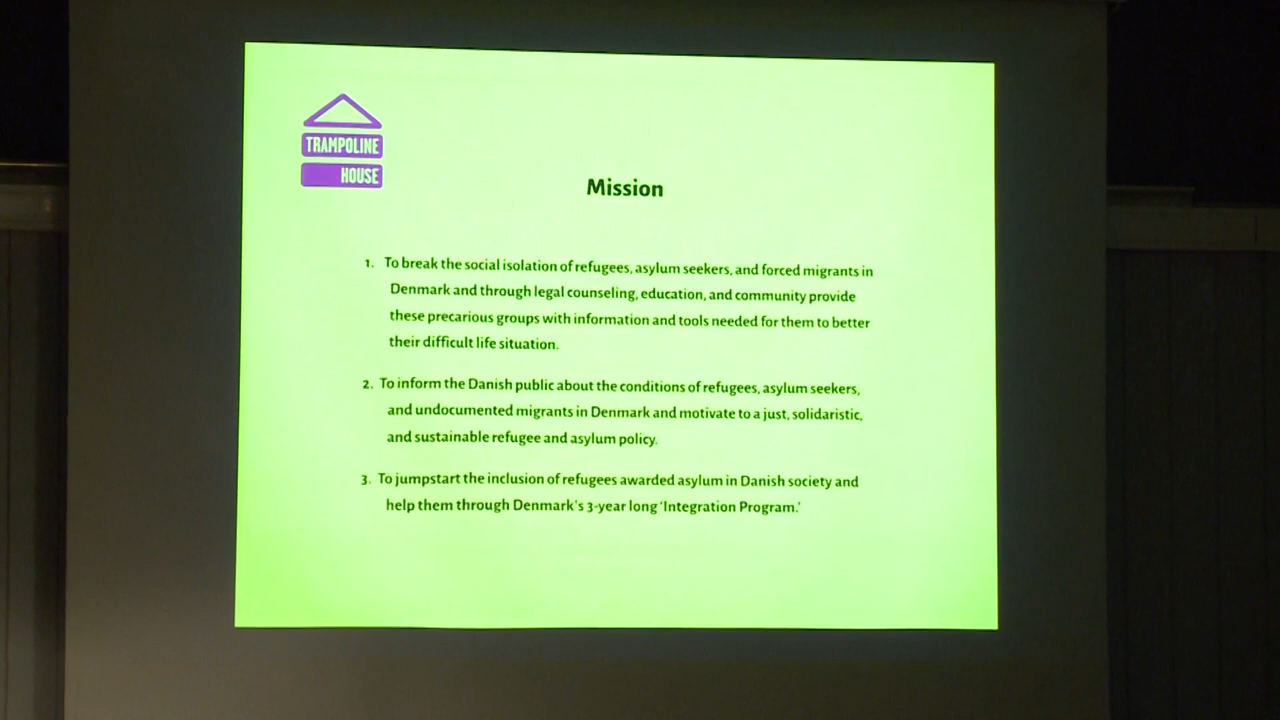 TRAMPOLINE
HOUSE
Mission
1. To break the social isolation of refugees, asylum seekers, and forced migrants in
Denmark and through legal counseling, education, and community provide
these precarious groups with information and tools needed for them to better
their difficult life situation.
2. To inform the Danish public about the conditions of refugees, asylum seekers,
and undocumented migrants in Denmark and motivate to a just, solidaristic,
and sustainable refugee and asylum policy.
3. To jumpstart the inclusion of refugees awarded asylum in Danish society and
help them through Denmark's 3-year long 'Integration Program.'